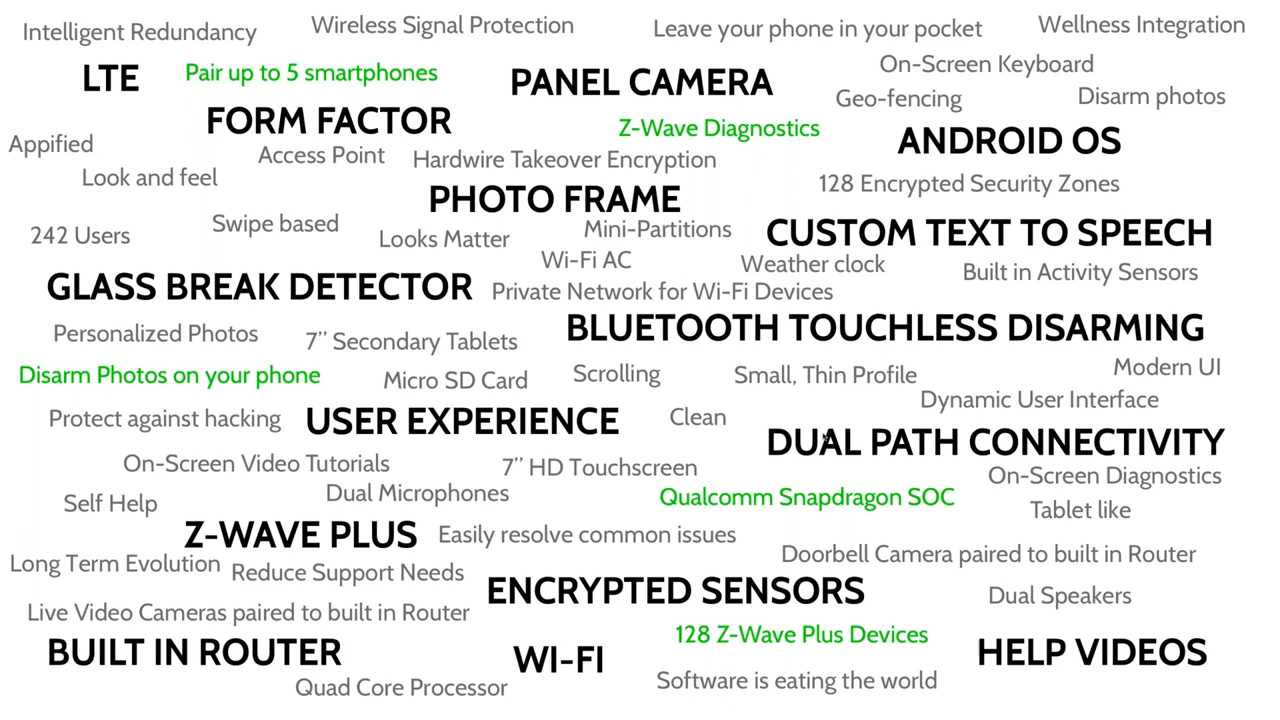 Intelligent Redundancy
Wireless Signal Protection
Leave your phone in your pocket
Wellness Integration
LTE
Pair up to 5 smartphones
PANEL CAMERA
On-Screen Keyboard
Geo-fencing
Disarm photos
FORM FACTOR
Z-Wave Diagnostics
ANDROID OS
Appified
Access Point
Hardwire Takeover Encryption
Look and feel
128 Encrypted Security Zones
PHOTO FRAME
242 Users
Swipe based
Looks Matter
Mini-Partitions
CUSTOM TEXT TO SPEECH
Wi-Fi AC
Weather clock
Built in Activity Sensors
GLASS BREAK DETECTOR
Private Network for Wi-Fi Devices
Personalized Photos
7’’ Secondary Tablets
BLUETOOTH TOUCHLESS DISARMING
Disarm Photos on your phone
Micro SD Card
Scrolling
Small, Thin Profile
Modern UI
Dynamic User Interface
Protect against hacking
USER EXPERIENCE
Clean
DUAL PATH CONNECTIVITY
On-Screen Video Tutorials
7’’ HD Touchscreen
On-Screen Diagnostics
Self Help
Dual Microphones
Qualcomm Snapdragon SOC
Tablet like
Z-WAVE PLUS
Easily resolve common issues
Doorbell Camera paired to built in Router
Long Term Evolution
Reduce Support Needs
ENCRYPTED SENSORS
Dual Speakers
Live Video Cameras paired to built in Router
128 Z-Wave Plus Devices
BUILT IN ROUTER
WI-FI
HELP VIDEOS
Quad Core Processor
Software is eating the world